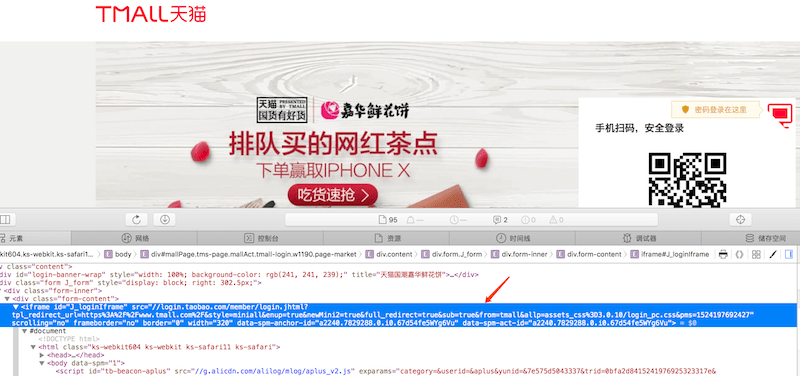 TMALL天猫
天猫 PRESENTED BY TMALL
国货有好货
嘉华鲜花饼
排队买的网红茶点
下单赢取IPHONE X
吃货速抢 >
密码登录在这里
手机扫码，安全登录
95
—
—
2
0
0
元素
网络
控制台
资源
时间线
调试器
储存空间
kit604.ks-webkit.ks-safari11... body div#mallPage.tms-page.mallAct.tmall-login.w1190.page-market div.content div.form.J_form div.form-inner div.form-content iframe#J_loginIframe
v class="content">
div id="login-banner-wrap" style="width: 100%; background-color: rgb(241, 241, 239);" title="天猫国潮嘉华鲜花饼">…</div>
div class="form J_form" style="display: block; right: 302.5px;">
<div class="form-inner">
<div class="form-content">
<iframe id="J_loginIframe" src="//login.taobao.com/member/login.jhtml?
tpl_redirect_url=https%3A%2F%2Fwww.tmall.com%2F&style=miniall&enup=true&newMini2=true&full_redirect=true&sub=true&from=tmall&allp=assets_css%3D3.0.10/login_pc.css&pms=1524197692427"
scrolling="no" frameborder="no" border="0" width="320" data-spm-anchor-id="a2240.7829288.0.i0.67d54fe5WYg6Vu" data-spm-act-id="a2240.7829288.0.i0.67d54fe5WYg6Vu"> = $0
#document
<!DOCTYPE html>
<html class="ks-webkit604 ks-webkit ks-safari11 ks-safari">
<head>…</head>
<body data-spm="1">
<script id="tb-beacon-aplus" src="//g.alicdn.com/alilog/mlog/aplus_v2.js" exparams="category=&userid=&aplus&yunid=&7e575d5043337&trid=0bfa2d8415241976925323317e&